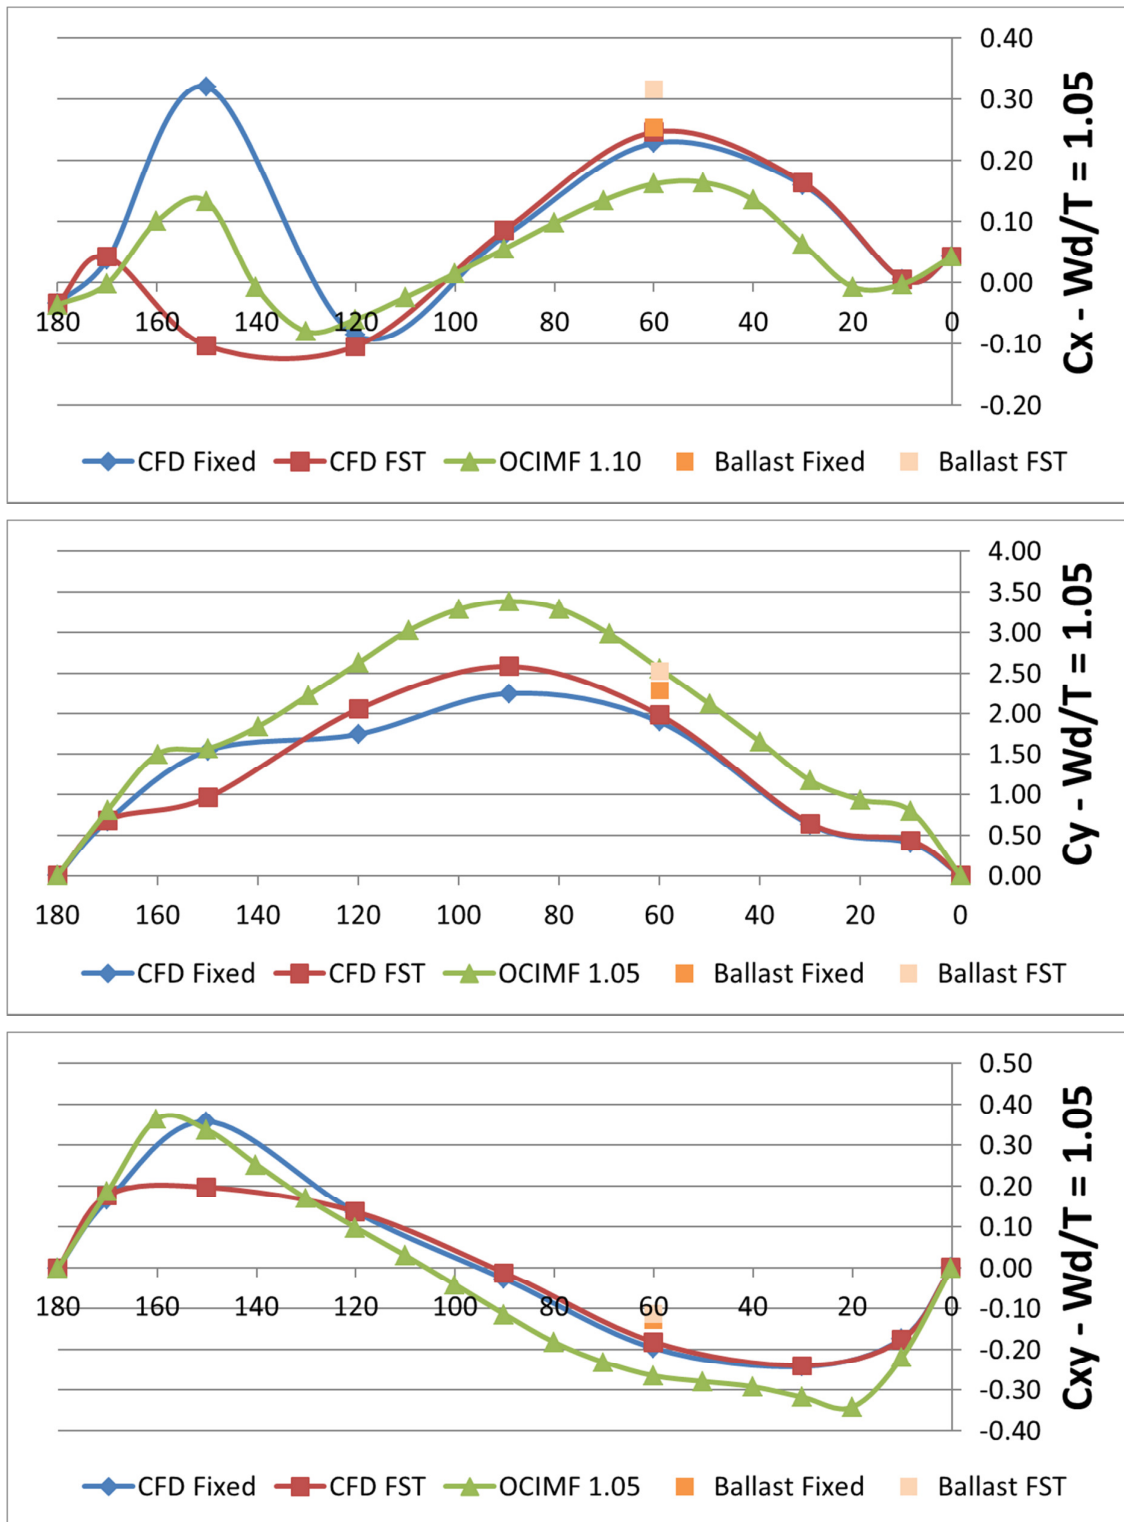 0.40
0.30
0.20
0.10
0.00
-0.10
-0.20
180 160 140 120 100 80 60 40 20 0
Cx - Wd/T = 1.05
CFD Fixed CFD FST OCIMF 1.10 Ballast Fixed Ballast FST
4.00
3.50
3.00
2.50
2.00
1.50
1.00
0.50
0.00
180 160 140 120 100 80 60 40 20 0
Cy - Wd/T = 1.05
CFD Fixed CFD FST OCIMF 1.05 Ballast Fixed Ballast FST
0.50
0.40
0.30
0.20
0.10
0.00
-0.10
-0.20
-0.30
-0.40
180 160 140 120 100 80 60 40 20 0
Cxy - Wd/T = 1.05
CFD Fixed CFD FST OCIMF 1.05 Ballast Fixed Ballast FST